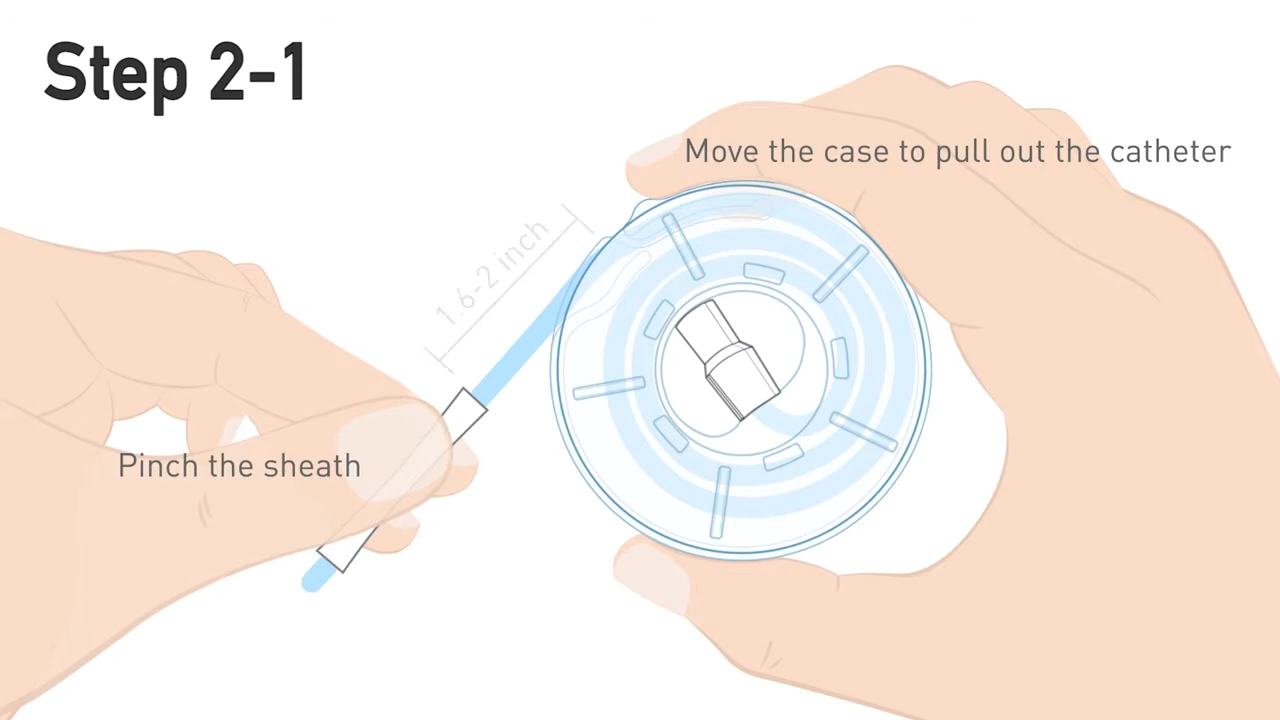 Step 2-1
Move the case to pull out the catheter
1.6-2 inch
Pinch the sheath